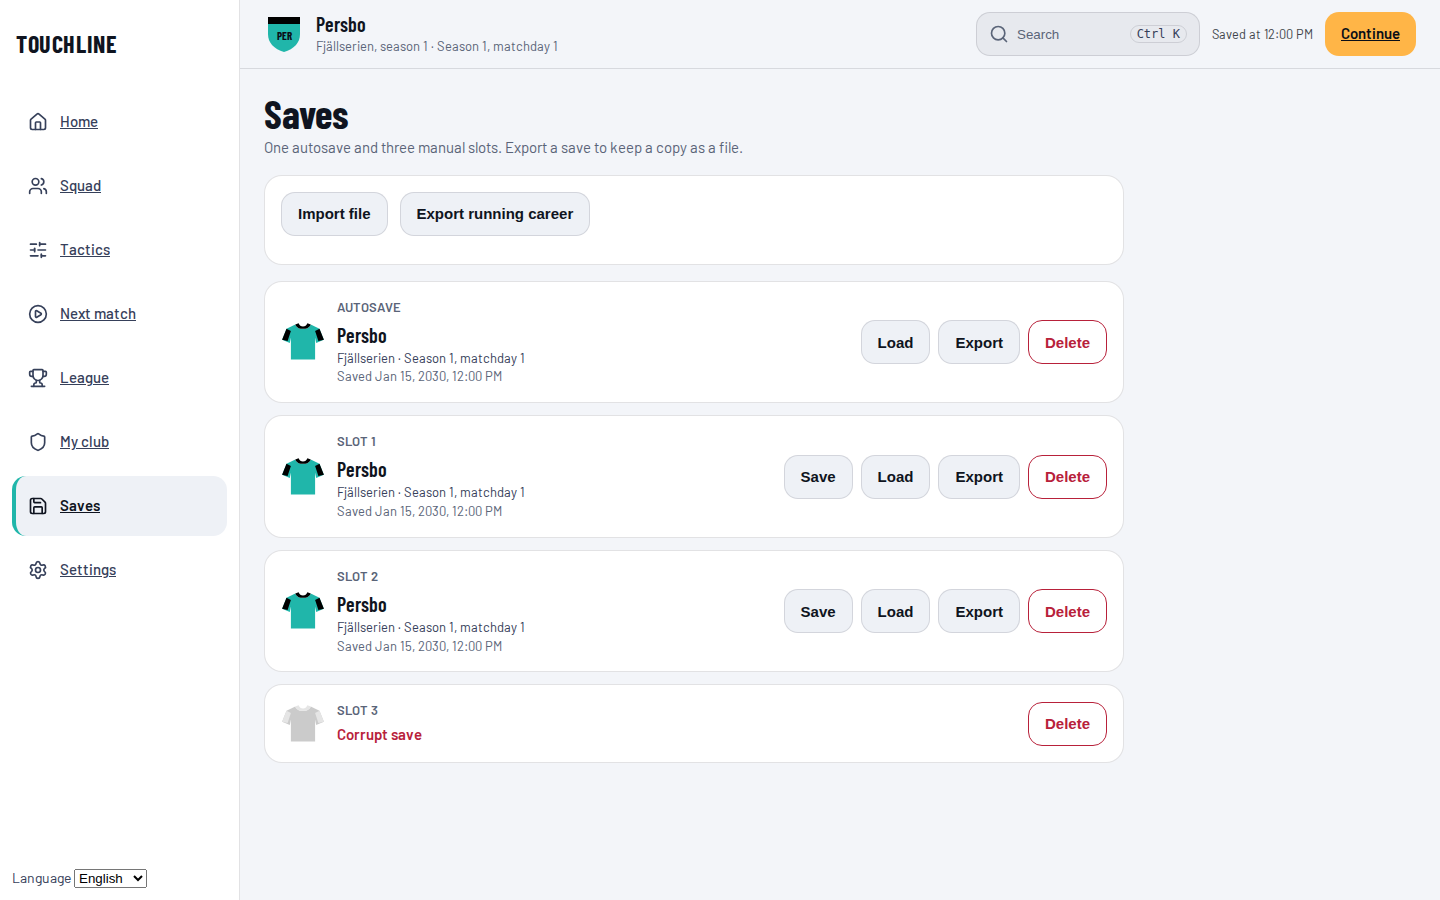 TOUCHLINE
Home
Squad
Tactics
Next match
League
My club
Saves
Settings
Language English
PER
Persbo
Fjällserien, season 1 · Season 1, matchday 1
Search Ctrl K
Saved at 12:00 PM
Continue
Saves
One autosave and three manual slots. Export a save to keep a copy as a file.
Import file Export running career
AUTOSAVE
Persbo
Fjällserien · Season 1, matchday 1
Saved Jan 15, 2030, 12:00 PM
Load Export Delete
SLOT 1
Persbo
Fjällserien · Season 1, matchday 1
Saved Jan 15, 2030, 12:00 PM
Save Load Export Delete
SLOT 2
Persbo
Fjällserien · Season 1, matchday 1
Saved Jan 15, 2030, 12:00 PM
Save Load Export Delete
SLOT 3
Corrupt save
Delete